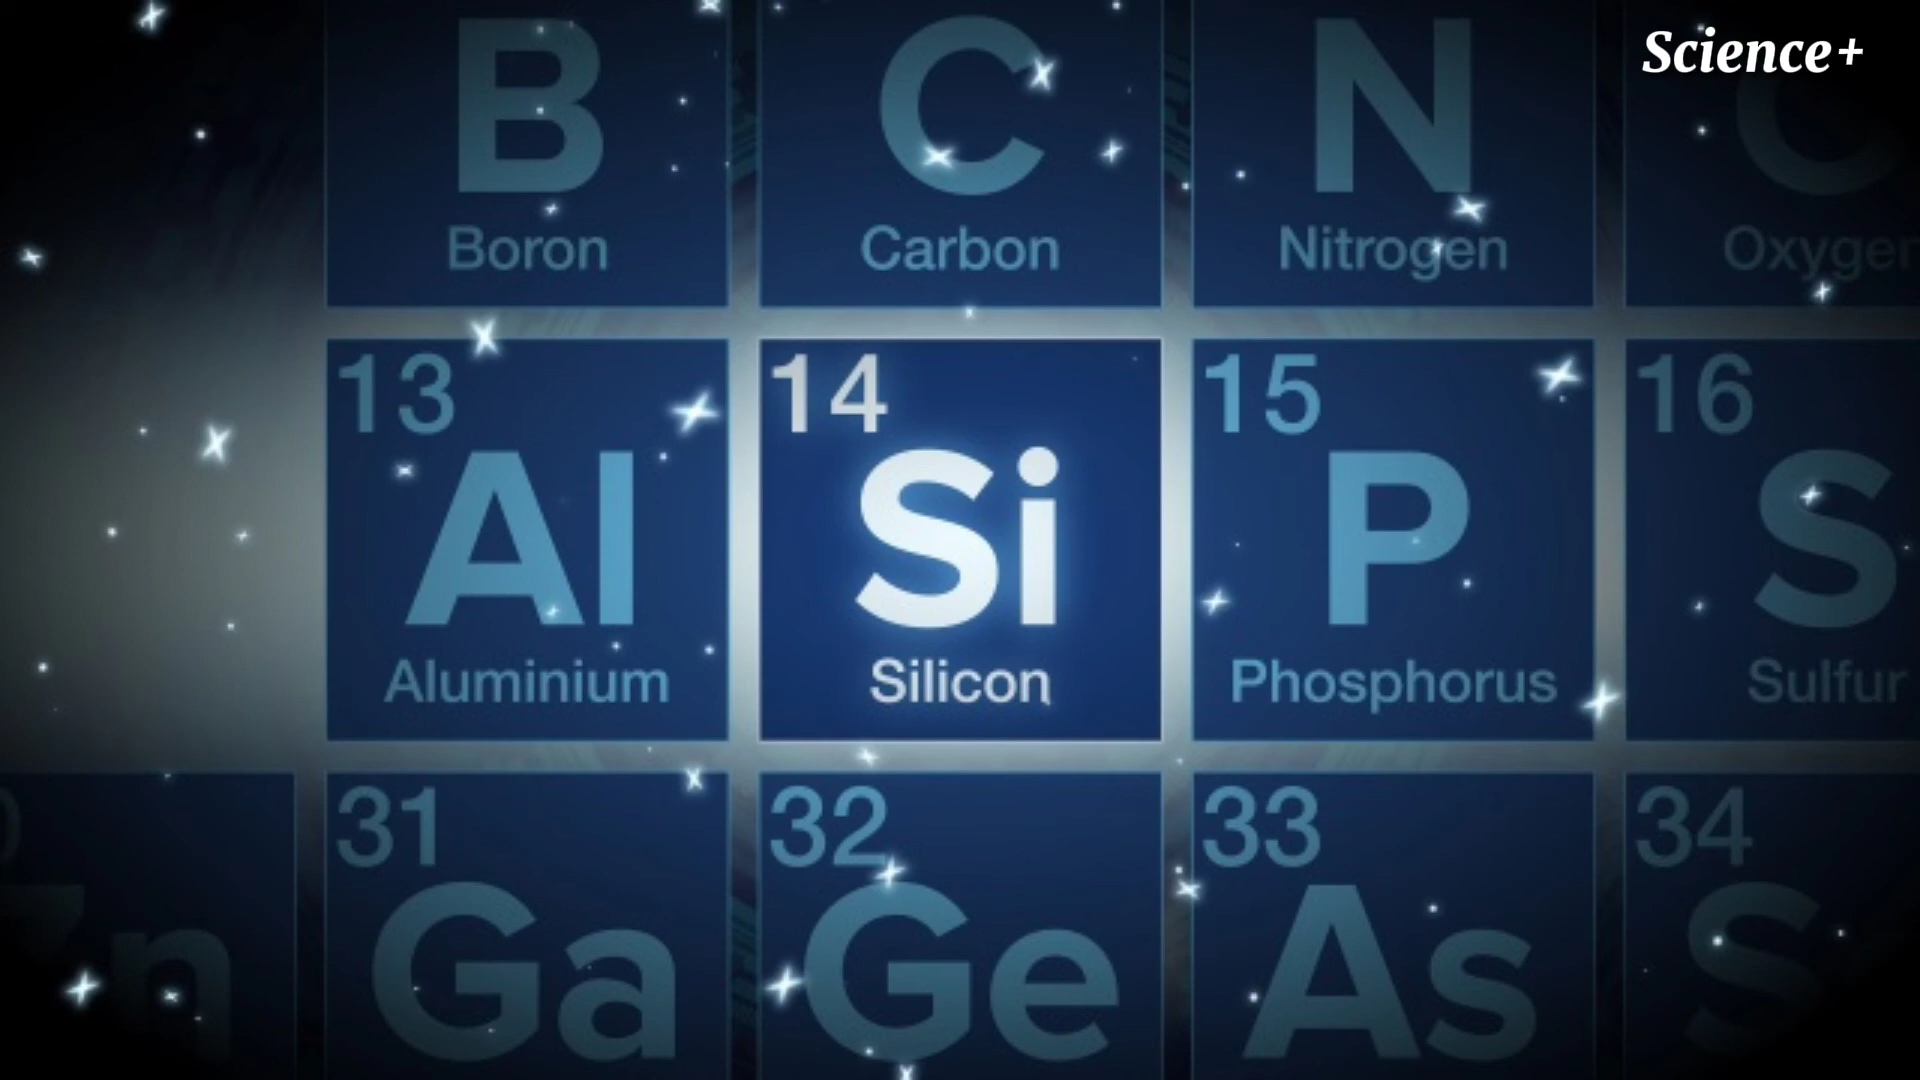 Science+
B
C
N
Boron
Carbon
Nitrogen
Oxygen
13
14
15
16
Al
Si
P
S
Aluminium
Silicon
Phosphorus
Sulfur
31
32
33
34
n
Ga
Ge
As
S